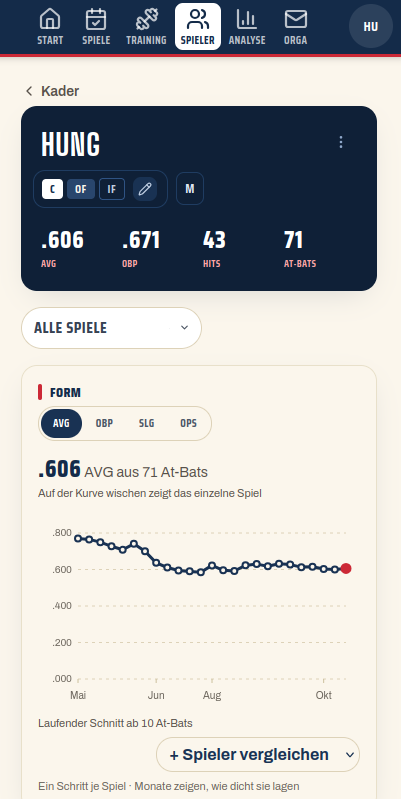 START SPIELE TRAINING SPIELER ANALYSE ORGA HU
Kader
HUNG
C OF IF M
.606 .671 43 71
AVG OBP HITS AT-BATS
ALLE SPIELE
FORM
AVG OBP SLG OPS
.606 AVG aus 71 At-Bats
Auf der Kurve wischen zeigt das einzelne Spiel
.800
.600
.400
.200
.000
Mai Jun Aug Okt
Laufender Schnitt ab 10 At-Bats
+ Spieler vergleichen
Ein Schritt je Spiel · Monate zeigen, wie dicht sie lagen